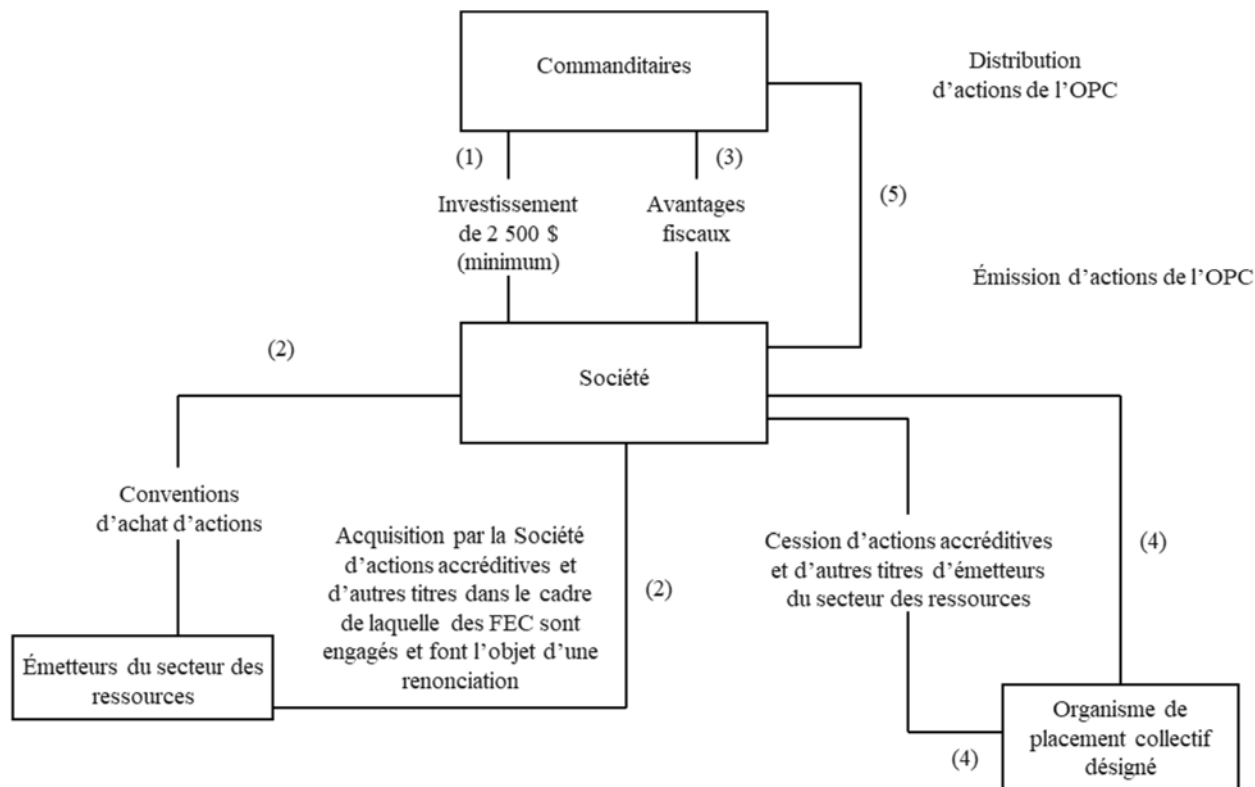 Commanditaires
Distribution
d'actions de l'OPC
(1)
(3)
(5)
Investissement
de 2 500 $
(minimum)
Avantages
fiscaux
Émission d'actions de l'OPC
(2)
Société
Conventions
d'achat d'actions
Acquisition par la Société
d'actions accréditives et
d'autres titres dans le cadre
de laquelle des FEC sont
engagés et font l'objet d'une
renonciation
(2)
Cession d'actions accréditives
et d'autres titres d'émetteurs
du secteur des ressources
(4)
Émetteurs du secteur des
ressources
Organisme de
placement collectif
désigné
(4)